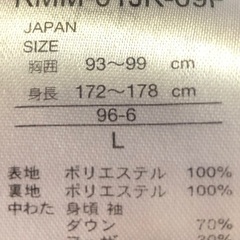 JAPAN
SIZE
胸囲 93～99 cm
身長 172～178 cm
96-6
L
表地 ポリエステル 100%
裏地 ポリエステル 100%
中わた 身頃 袖
ダウン 70%